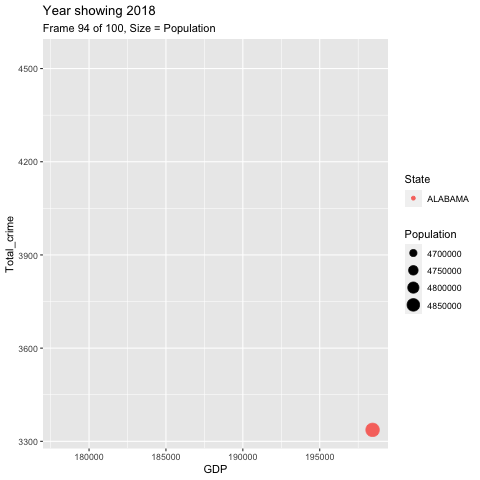 Year showing 2018
Frame 94 of 100, Size = Population
4500
4200
3900
3600
3300
Total_crime
180000 185000 190000 195000
GDP
State
ALABAMA
Population
4700000
4750000
4800000
4850000